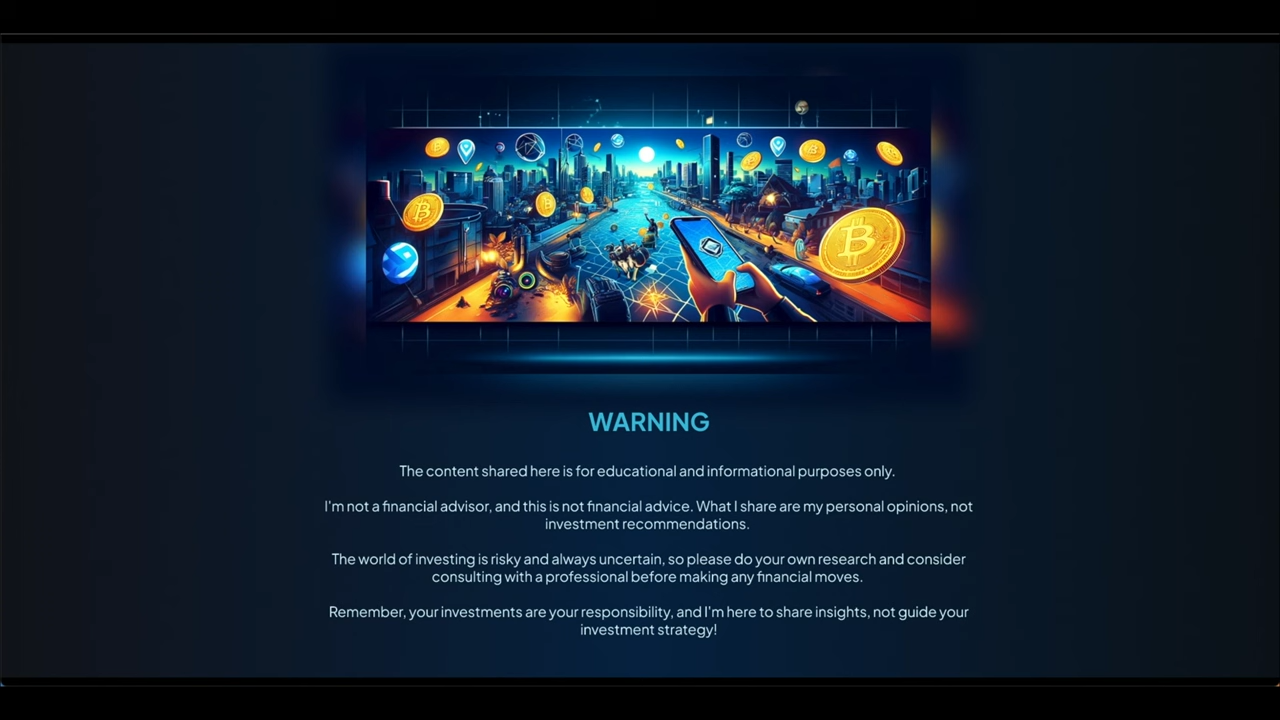 WARNING
The content shared here is for educational and informational purposes only.
I'm not a financial advisor, and this is not financial advice. What I share are my personal opinions, not
investment recommendations.
The world of investing is risky and always uncertain, so please do your own research and consider
consulting with a professional before making any financial moves.
Remember, your investments are your responsibility, and I'm here to share insights, not guide your
investment strategy!